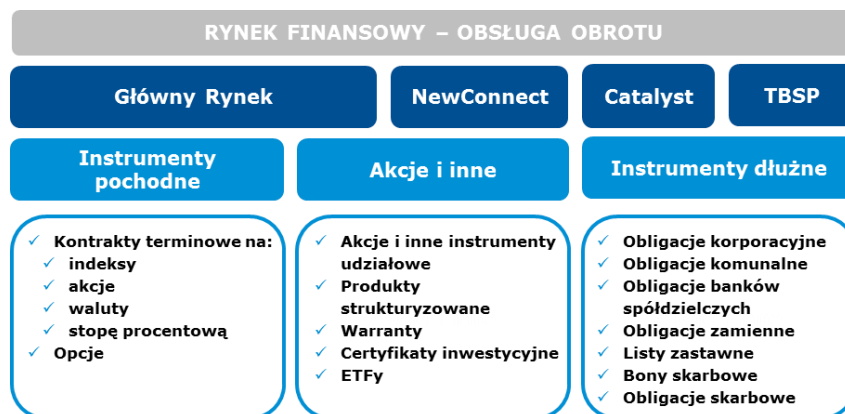 RYNEK FINANSOWY – OBSŁUGA OBROTU
Główny Rynek
NewConnect
Catalyst
TBSP
Instrumenty
pochodne
Akcje i inne
Instrumenty dłużne
Kontrakty terminowe na:
indeksy
akcje
waluty
stopę procentową
Opcje
Akcje i inne instrumenty
udziałowe
Produkty
strukturyzowane
Warranty
Certyfikaty inwestycyjne
ETFy
Obligacje korporacyjne
Obligacje komunalne
Obligacje banków
spółdzielczych
Obligacje zamienne
Listy zastawne
Bony skarbowe
Obligacje skarbowe